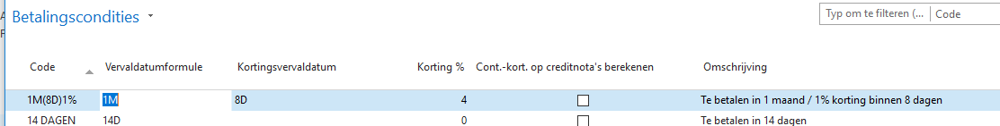 Betalingscondities
Typ om te filteren (... Code
Code Vervaldatumformule Kortingsvervaldatum Korting % Cont.-kort. op creditnota's berekenen Omschrijving
1M(8D)1% 1M 8D 4 Te betalen in 1 maand / 1% korting binnen 8 dagen
14 DAGEN 14D 0 Te betalen in 14 dagen